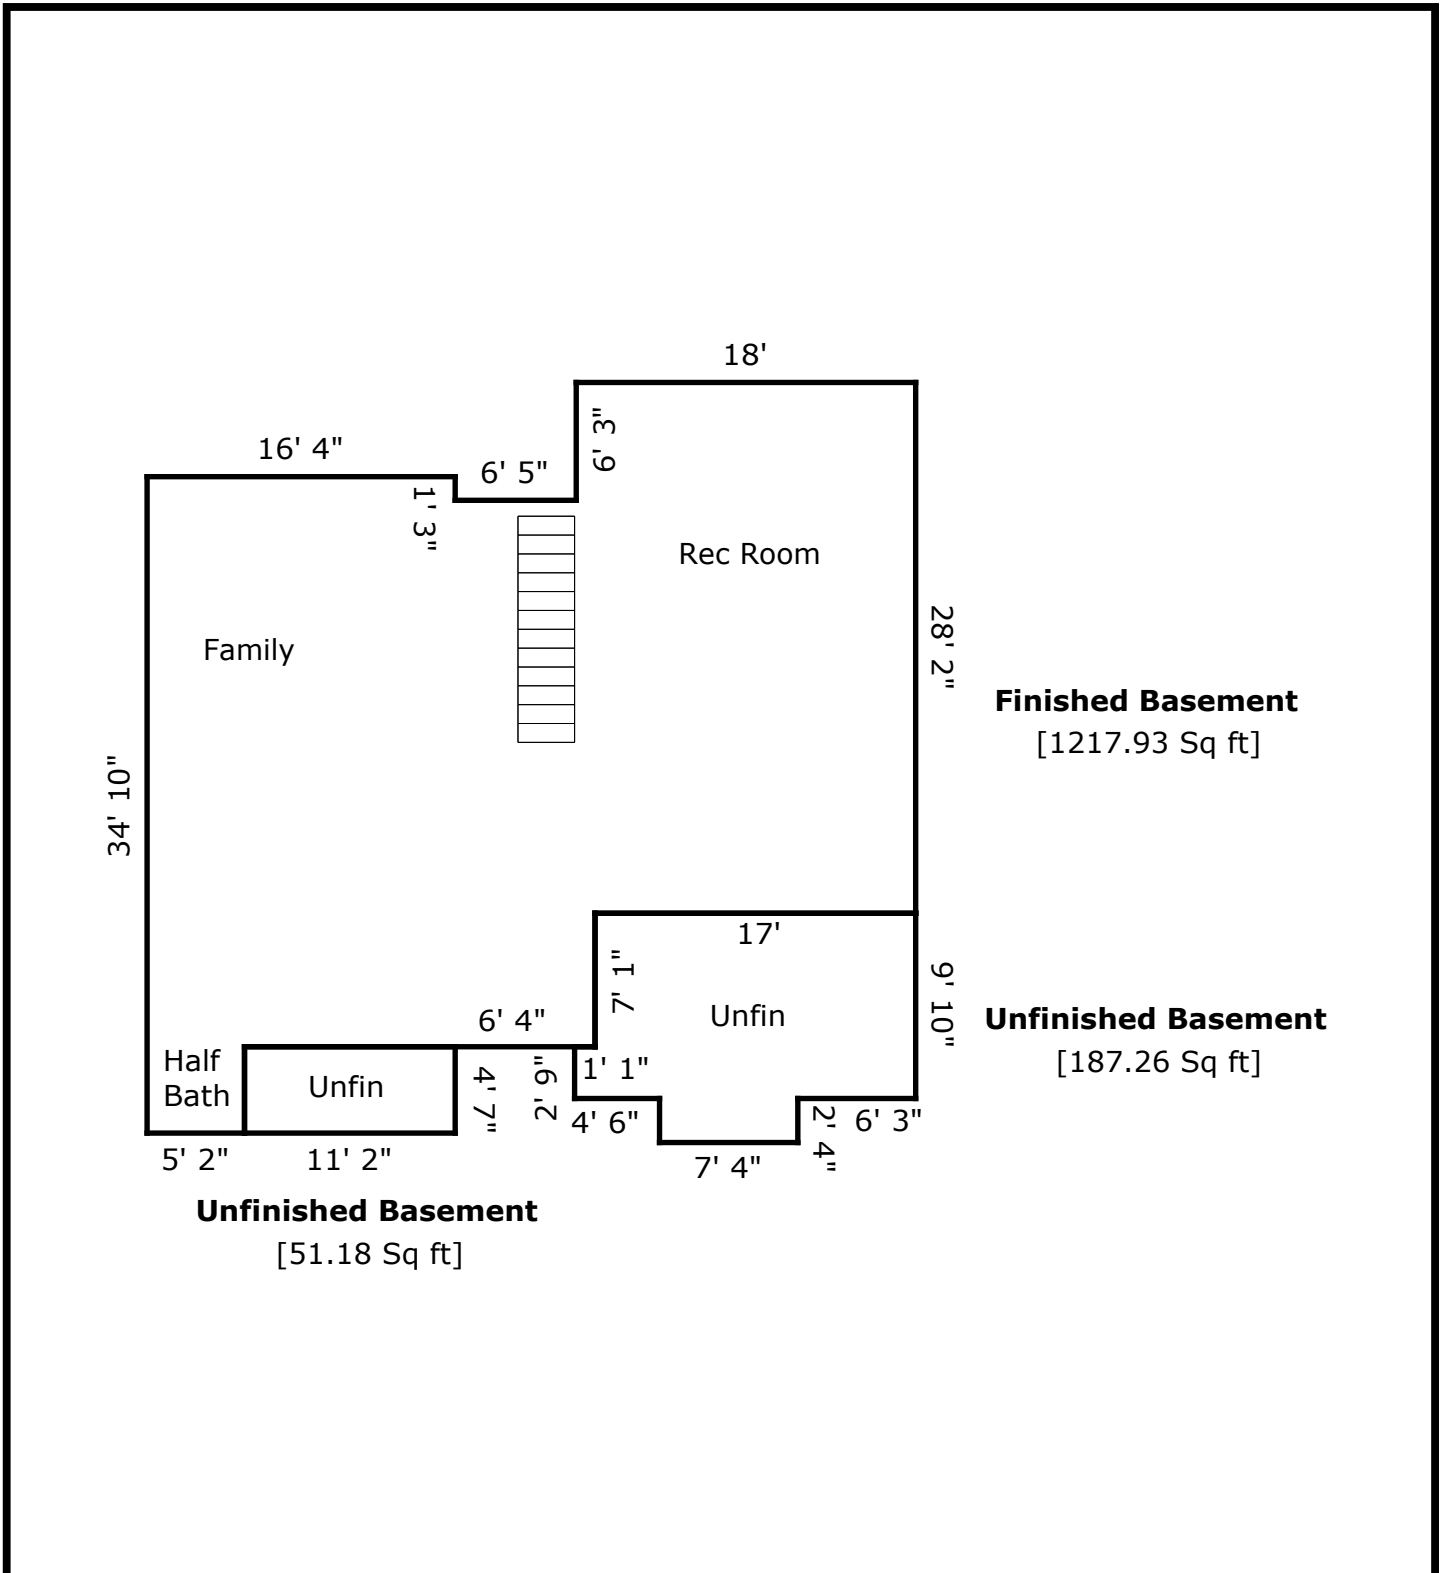 18'
16' 4"
6' 5"
6' 3"
1' 3"
Rec Room
Family
28' 2"
Finished Basement
[1217.93 Sq ft]
34' 10"
17'
7' 1"
9' 10"
Unfin
6' 4"
Unfinished Basement
[187.26 Sq ft]
Half
Bath
Unfin
4' 7"
2' 6"
1' 1"
4' 6"
2' 4"
6' 3"
5' 2"
11' 2"
7' 4"
Unfinished Basement
[51.18 Sq ft]